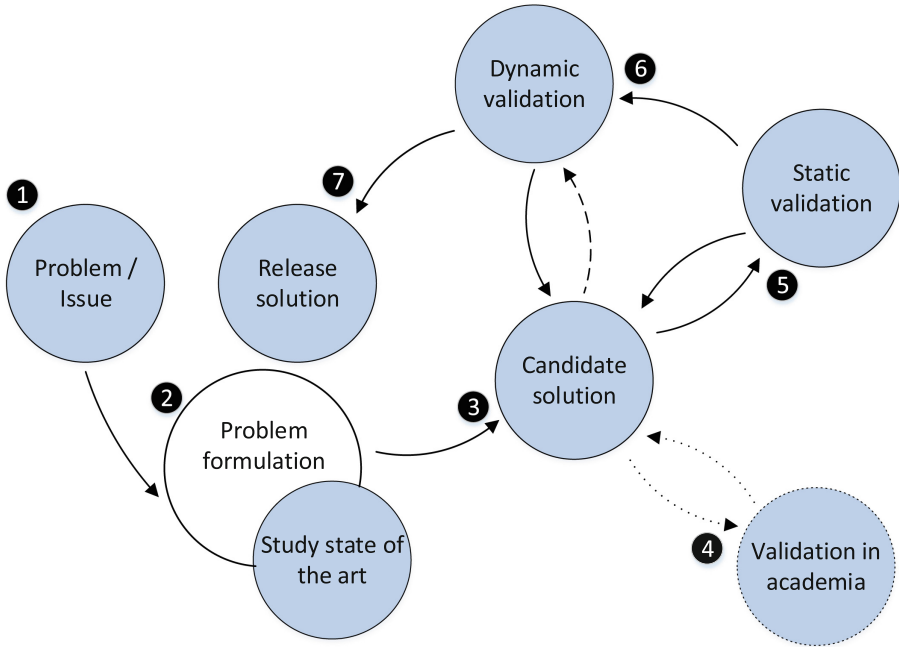 1
Problem /
Issue
2
Problem
formulation
Study state of
the art
3
Candidate
solution
4
Validation in
academia
5
Static
validation
6
Dynamic
validation
7
Release
solution